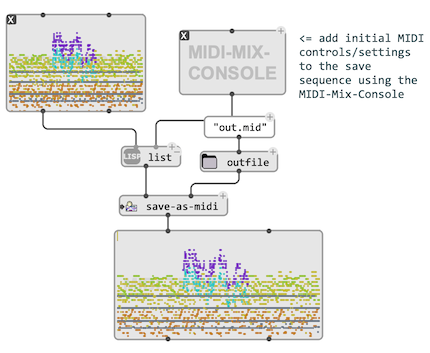 X
X
MIDI-MIX-
CONSOLE
<= add initial MIDI
controls/settings
to the save
sequence using the
MIDI-Mix-Console
"out.mid"
LISP list
outfile
save-as-midi